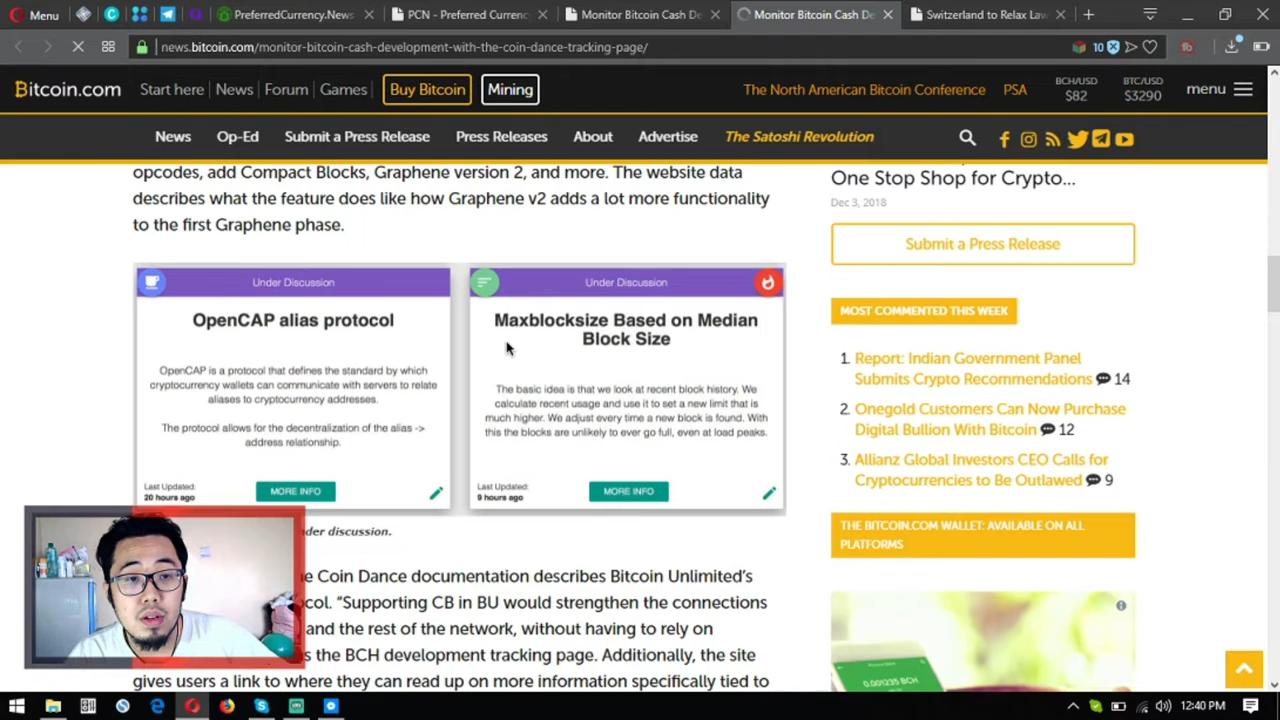 Menu
PreferredCurrency.News
PCN - Preferred Currenc
Monitor Bitcoin Cash De
Monitor Bitcoin Cash De
Switzerland to Relax Law
news.bitcoin.com/monitor-bitcoin-cash-development-with-the-coin-dance-tracking-page/
10
Bitcoin.com
Start here
News
Forum
Games
Buy Bitcoin
Mining
The North American Bitcoin Conference
PSA
BCH/USD
$82
BTC/USD
$3290
menu
News
Op-Ed
Submit a Press Release
Press Releases
About
Advertise
The Satoshi Revolution
opcodes, add Compact Blocks, Graphene version 2, and more. The website data
describes what the feature does like how Graphene v2 adds a lot more functionality
to the first Graphene phase.
Under Discussion
OpenCAP alias protocol
OpenCAP is a protocol that defines the standard by which
cryptocurrency wallets can communicate with servers to relate
aliases to cryptocurrency addresses.
The protocol allows for the decentralization of the alias ->
address relationship.
Last Updated:
20 hours ago
MORE INFO
Under Discussion
Maxblocksize Based on Median
Block Size
The basic idea is that we look at recent block history. We
calculate recent usage and use it to set a new limit that is
much higher. We adjust every time a new block is found. With
this the blocks are unlikely to ever go full, even at load peaks.
Last Updated:
9 hours ago
MORE INFO
der discussion.
e Coin Dance documentation describes Bitcoin Unlimited's
ocol. “Supporting CB in BU would strengthen the connections
and the rest of the network, without having to rely on
s the BCH development tracking page. Additionally, the site
gives users a link to where they can read up on more information specifically tied to
One Stop Shop for Crypto...
Dec 3, 2018
Submit a Press Release
MOST COMMENTED THIS WEEK
1. Report: Indian Government Panel
Submits Crypto Recommendations 14
2. Onegold Customers Can Now Purchase
Digital Bullion With Bitcoin 12
3. Allianz Global Investors CEO Calls for
Cryptocurrencies to Be Outlawed 9
THE BITCOIN.COM WALLET: AVAILABLE ON ALL
PLATFORMS
0.001235 BCH
12:40 PM